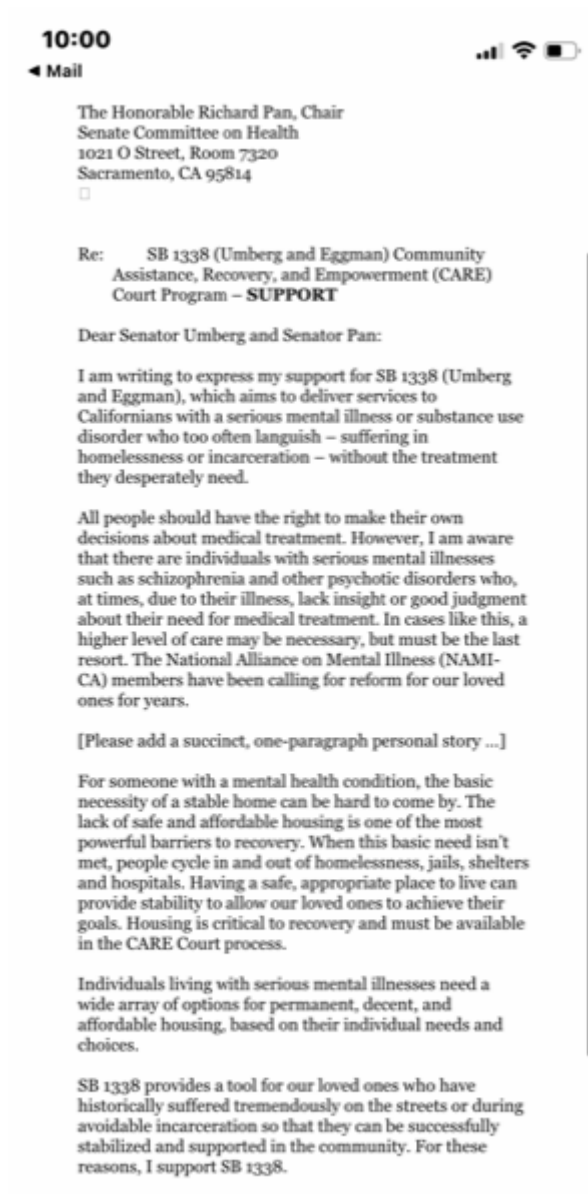 10:00
◀ Mail
The Honorable Richard Pan, Chair
Senate Committee on Health
1021 O Street, Room 7320
Sacramento, CA 95814
Re: SB 1338 (Umberg and Eggman) Community
Assistance, Recovery, and Empowerment (CARE)
Court Program – SUPPORT
Dear Senator Umberg and Senator Pan:
I am writing to express my support for SB 1338 (Umberg
and Eggman), which aims to deliver services to
Californians with a serious mental illness or substance use
disorder who too often languish – suffering in
homelessness or incarceration – without the treatment
they desperately need.
All people should have the right to make their own
decisions about medical treatment. However, I am aware
that there are individuals with serious mental illnesses
such as schizophrenia and other psychotic disorders who,
at times, due to their illness, lack insight or good judgment
about their need for medical treatment. In cases like this, a
higher level of care may be necessary, but must be the last
resort. The National Alliance on Mental Illness (NAMI-
CA) members have been calling for reform for our loved
ones for years.
[Please add a succinct, one-paragraph personal story ...]
For someone with a mental health condition, the basic
necessity of a stable home can be hard to come by. The
lack of safe and affordable housing is one of the most
powerful barriers to recovery. When this basic need isn't
met, people cycle in and out of homelessness, jails, shelters
and hospitals. Having a safe, appropriate place to live can
provide stability to allow our loved ones to achieve their
goals. Housing is critical to recovery and must be available
in the CARE Court process.
Individuals living with serious mental illnesses need a
wide array of options for permanent, decent, and
affordable housing, based on their individual needs and
choices.
SB 1338 provides a tool for our loved ones who have
historically suffered tremendously on the streets or during
avoidable incarceration so that they can be successfully
stabilized and supported in the community. For these
reasons, I support SB 1338.